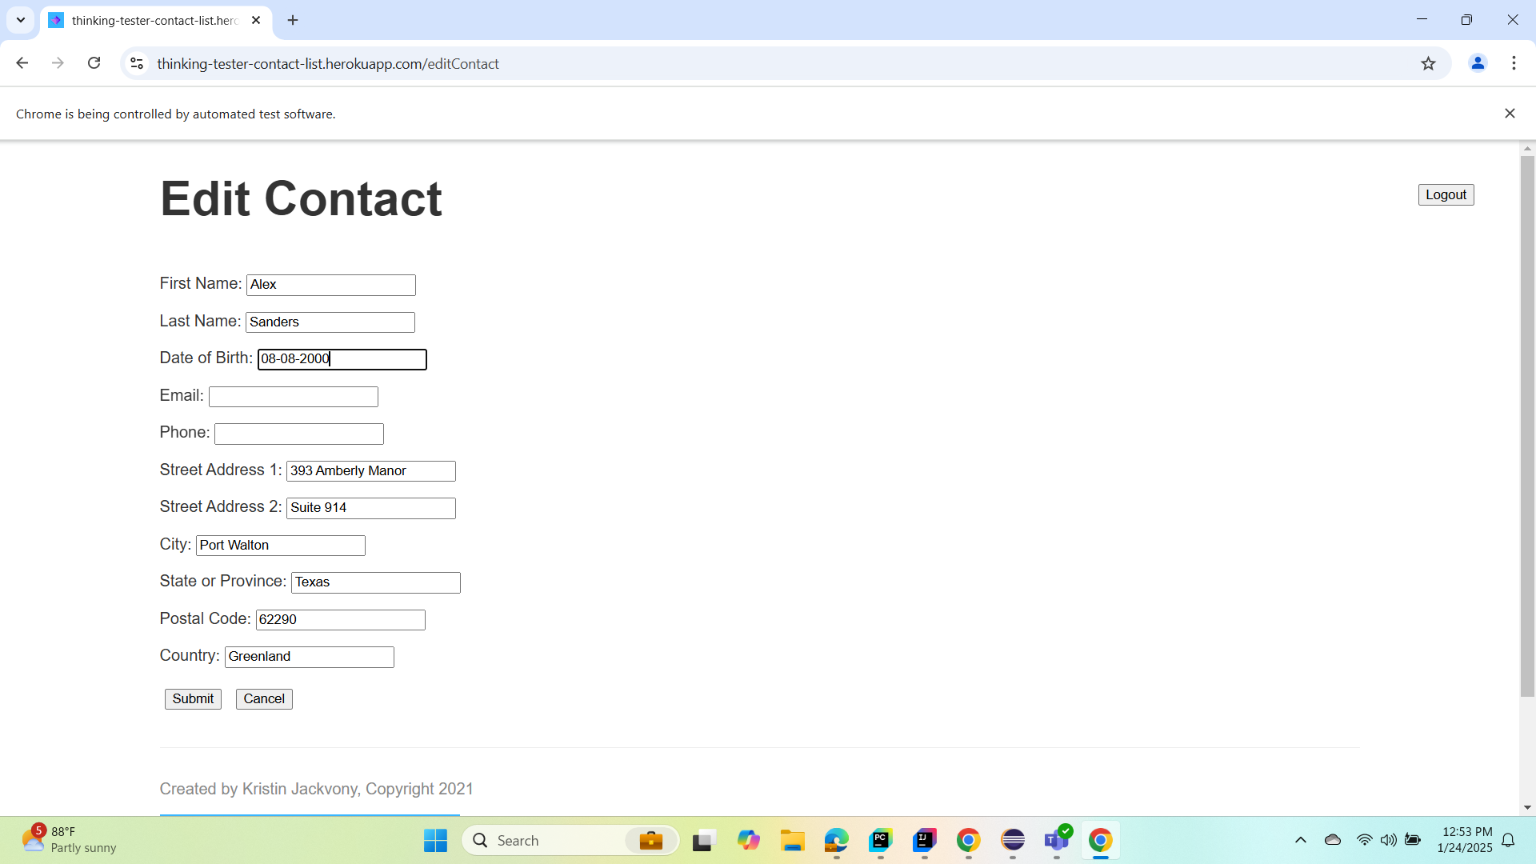 thinking-tester-contact-list.herc
thinking-tester-contact-list.herokuapp.com/editContact
Chrome is being controlled by automated test software.
Edit Contact
Logout
First Name: Alex
Last Name: Sanders
Date of Birth: 08-08-2000
Email:
Phone:
Street Address 1: 393 Amberly Manor
Street Address 2: Suite 914
City: Port Walton
State or Province: Texas
Postal Code: 62290
Country: Greenland
Submit Cancel
Created by Kristin Jackvony, Copyright 2021
5
88°F
Partly sunny
Search
PC
IJ
12:53 PM
1/24/2025